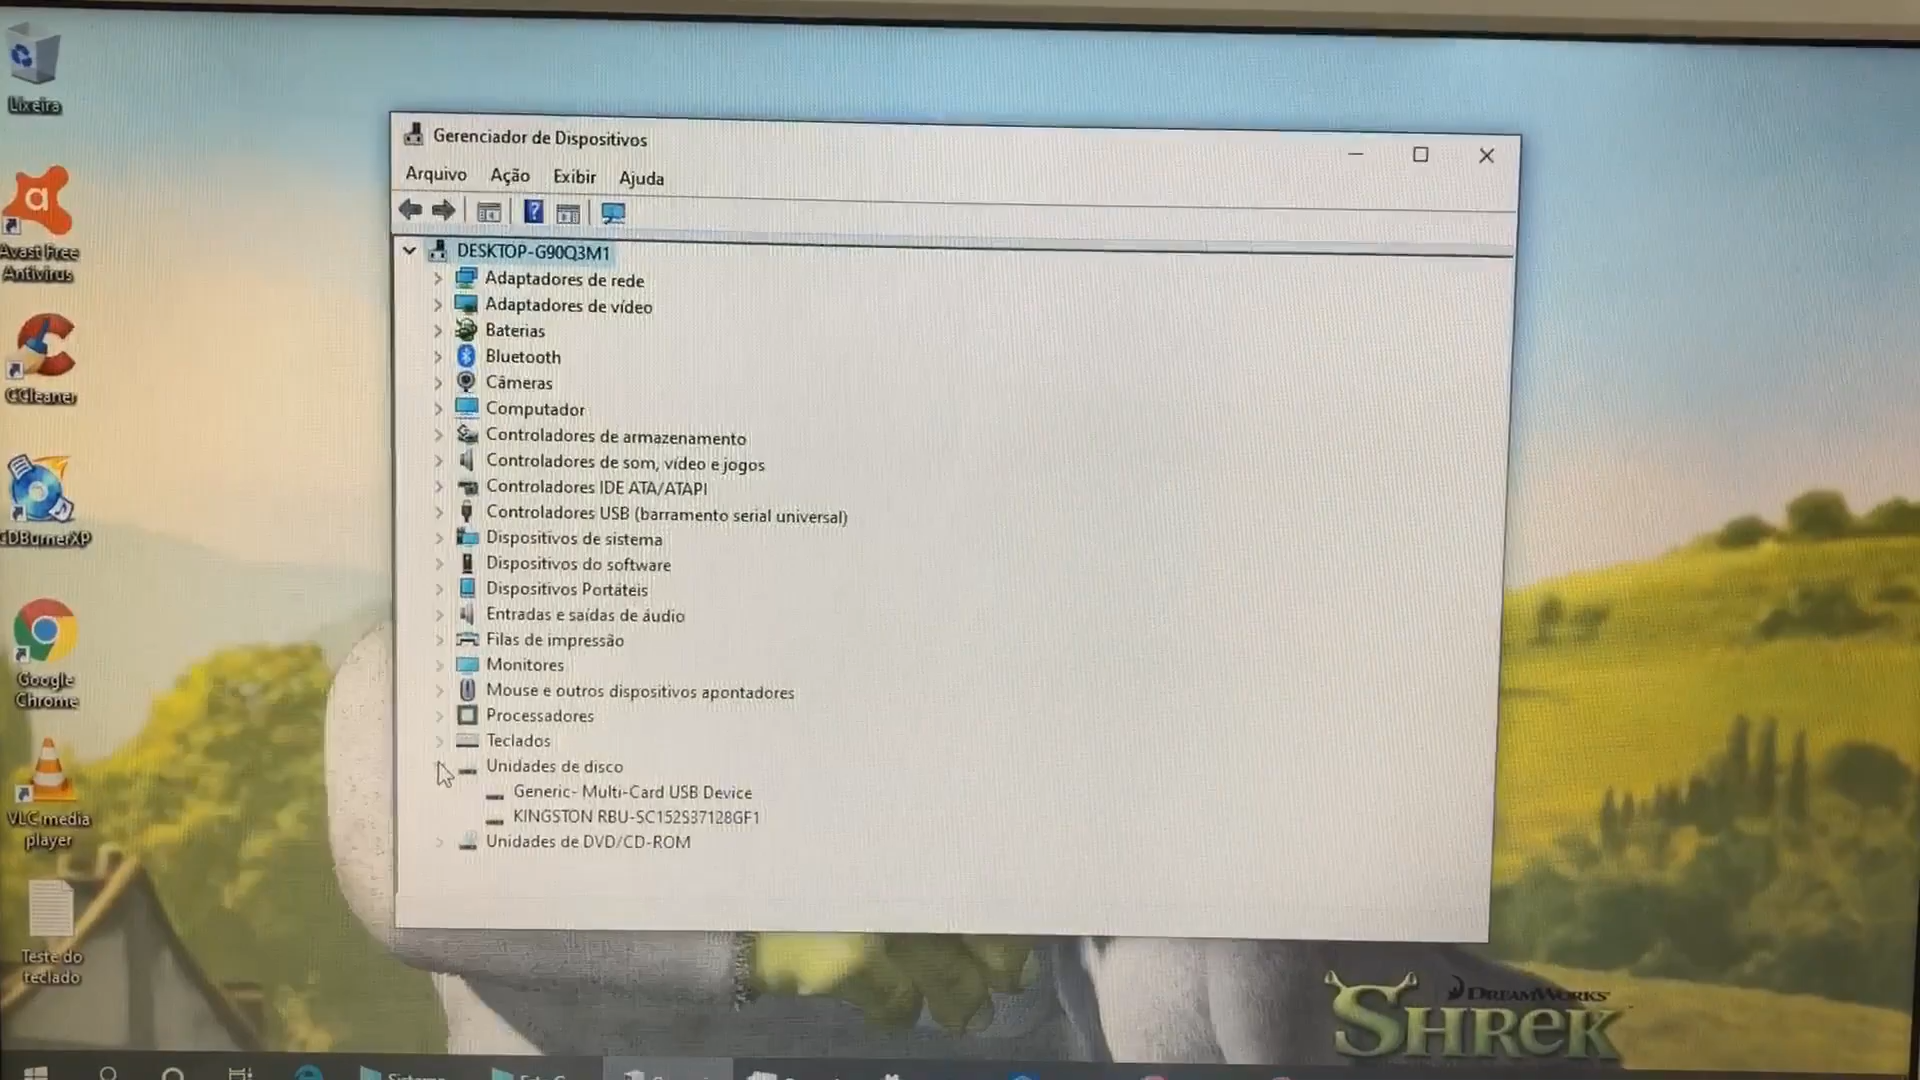 Lixeira
Avast Free
Antivirus
CCleaner
CDBurnerXP
Google
Chrome
VLC media
player
Teste do
teclado
Gerenciador de Dispositivos
Arquivo Ação Exibir Ajuda
DESKTOP-G90Q3M1
Adaptadores de rede
Adaptadores de vídeo
Baterias
Bluetooth
Câmeras
Computador
Controladores de armazenamento
Controladores de som, vídeo e jogos
Controladores IDE ATA/ATAPI
Controladores USB (barramento serial universal)
Dispositivos de sistema
Dispositivos do software
Dispositivos Portáteis
Entradas e saídas de áudio
Filas de impressão
Monitores
Mouse e outros dispositivos apontadores
Processadores
Teclados
Unidades de disco
Generic- Multi-Card USB Device
KINGSTON RBU-SC152S37128GF1
Unidades de DVD/CD-ROM
DREAMWORKS
SHREK